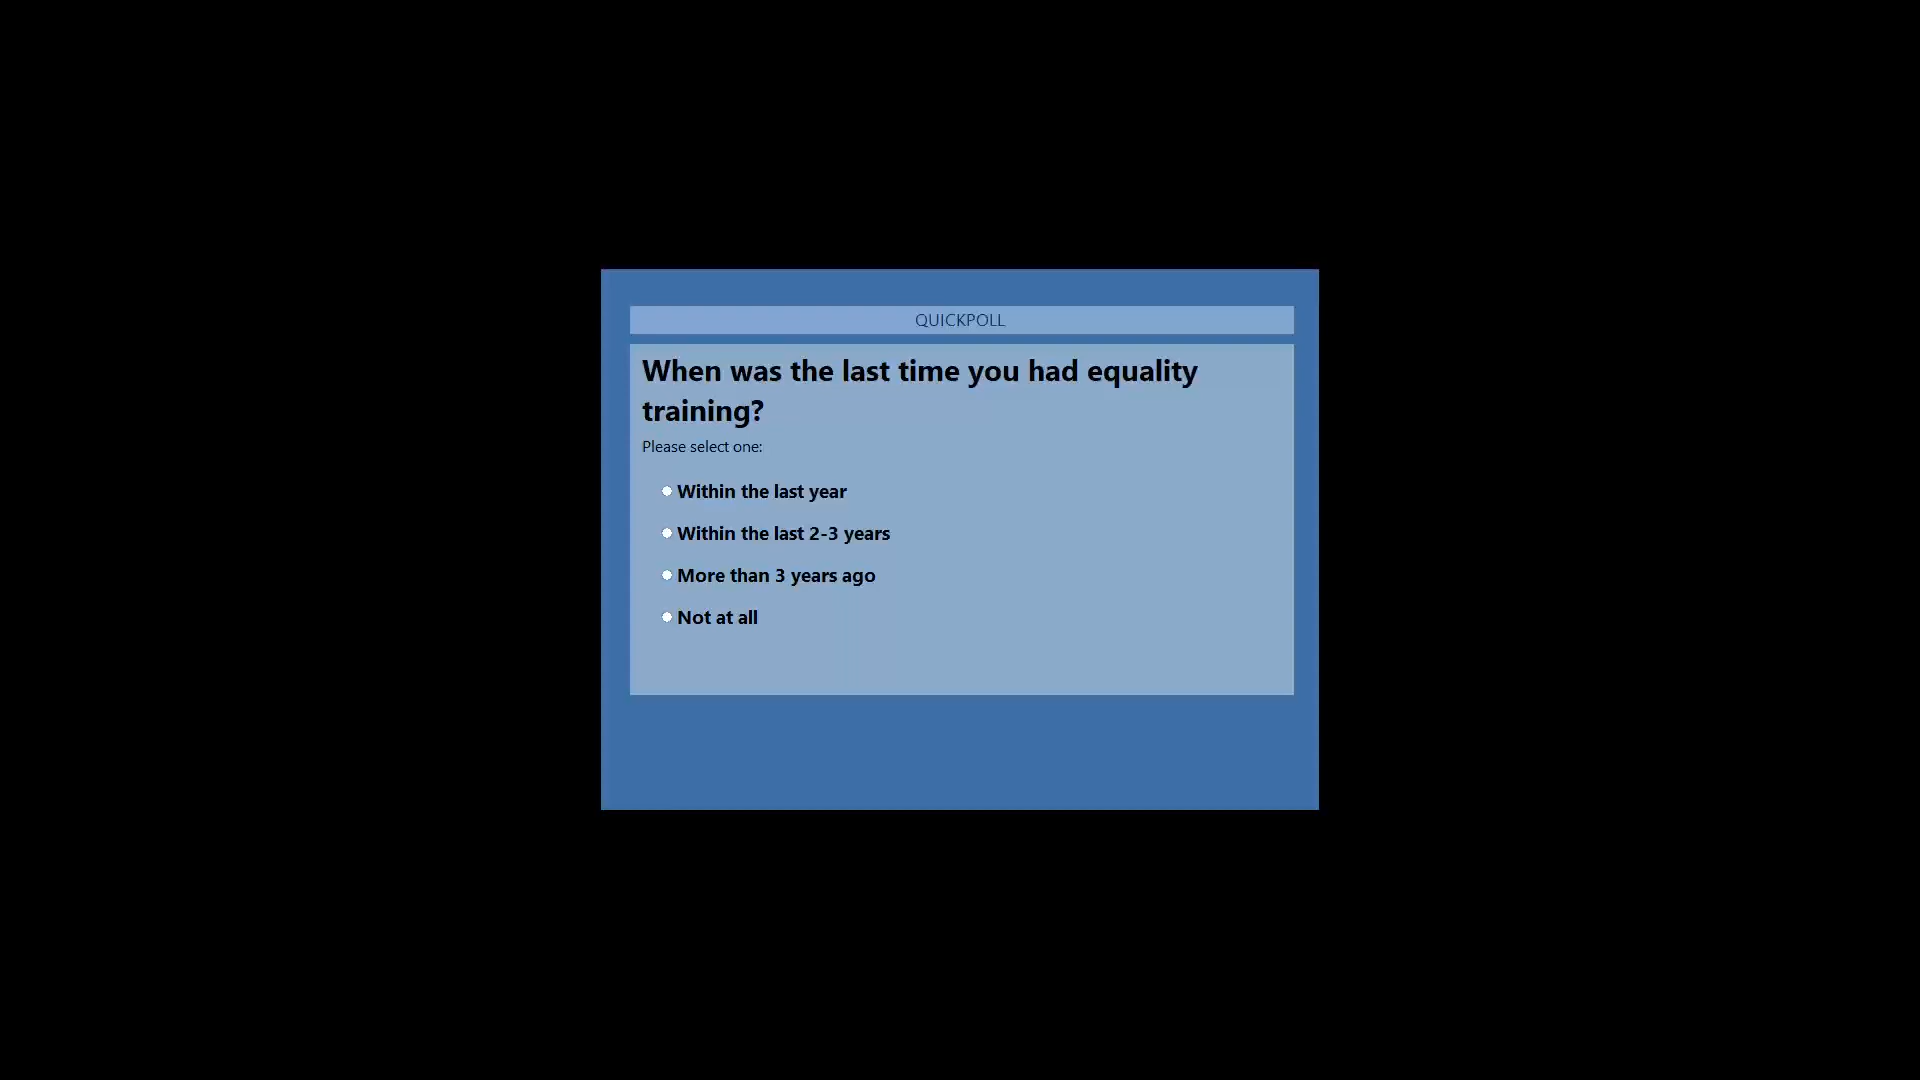 QUICKPOLL
When was the last time you had equality
training?
Please select one:
Within the last year
Within the last 2-3 years
More than 3 years ago
Not at all